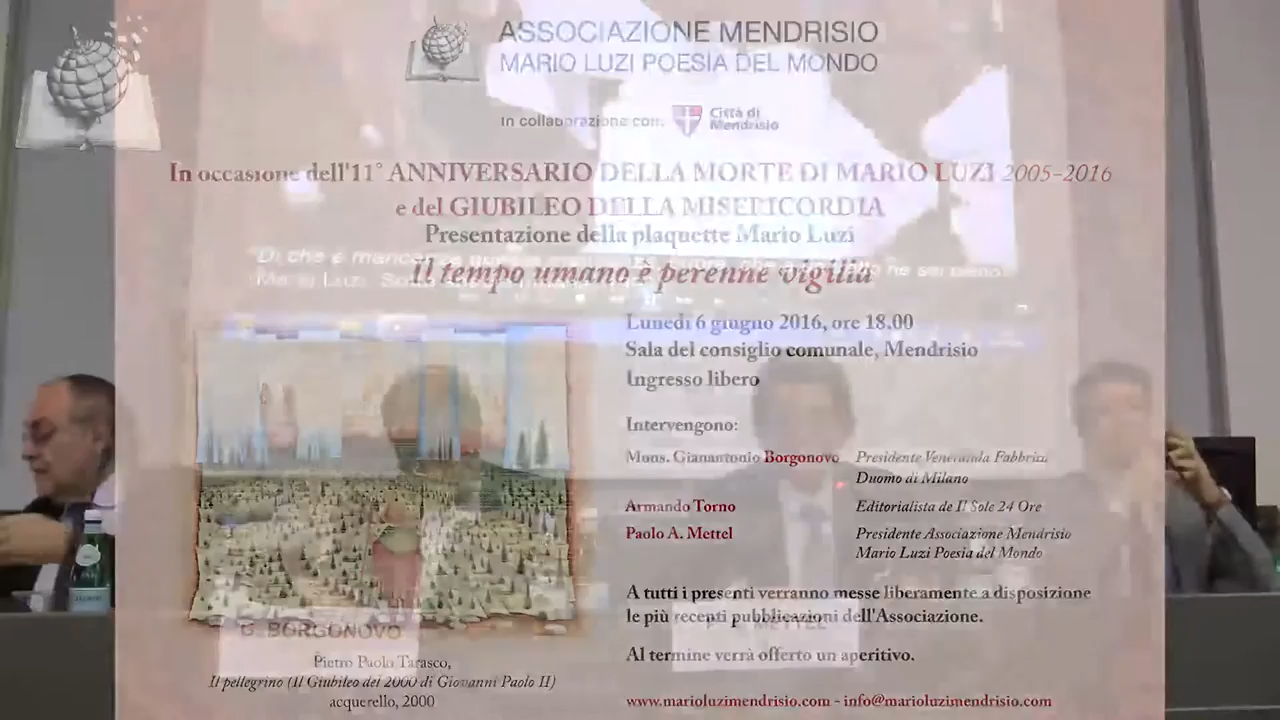 ASSOCIAZIONE MENDRISIO
MARIO LUZI POESIA DEL MONDO
In collaborazione con
Città di
Mendrisio
In occasione dell'11° ANNIVERSARIO DELLA MORTE DI MARIO LUZI 2005-2016
e del GIUBILEO DELLA MISERICORDIA
Presentazione della plaquette Mario Luzi
"Di che è
Il tempo umano è perenne vigilia
Lunedì 6 giugno 2016, ore 18.00
Sala del consiglio comunale, Mendrisio
Ingresso libero
Intervengono:
Mons. Gianantonio Borgonovo Presidente Veneranda Fabbrica
Duomo di Milano
Armando Torno Editorialista de Il Sole 24 Ore
Paolo A. Mettel Presidente Associazione Mendrisio
Mario Luzi Poesia del Mondo
A tutti i presenti verranno messe liberamente a disposizione
le più recenti pubblicazioni dell'Associazione.
Al termine verrà offerto un aperitivo.
www.marioluzimendrisio.com - info@marioluzimendrisio.com
G. BORGONOVO
METTEL
Pietro Paolo Tarasco,
Il pellegrino (Il Giubileo del 2000 di Giovanni Paolo II)
acquerello, 2000